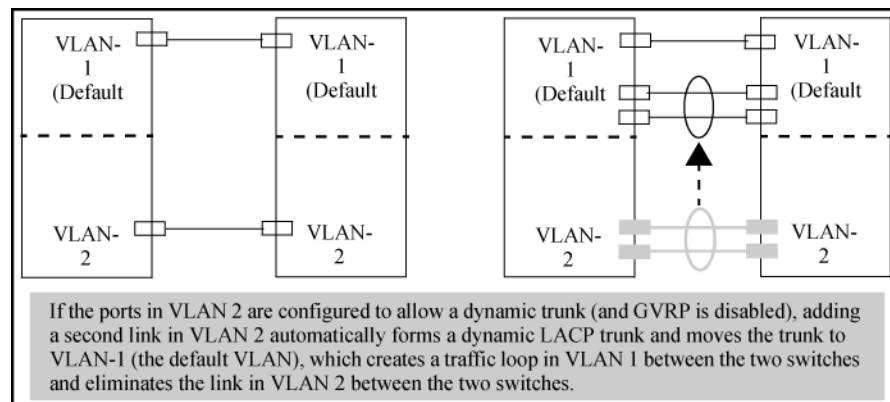 VLAN-
1
(Default
VLAN-
1
(Default
VLAN-
2
VLAN-
2
VLAN-
1
(Default
VLAN-
1
(Default
VLAN-
2
VLAN-
2
If the ports in VLAN 2 are configured to allow a dynamic trunk (and GVRP is disabled), adding
a second link in VLAN 2 automatically forms a dynamic LACP trunk and moves the trunk to
VLAN-1 (the default VLAN), which creates a traffic loop in VLAN 1 between the two switches
and eliminates the link in VLAN 2 between the two switches.